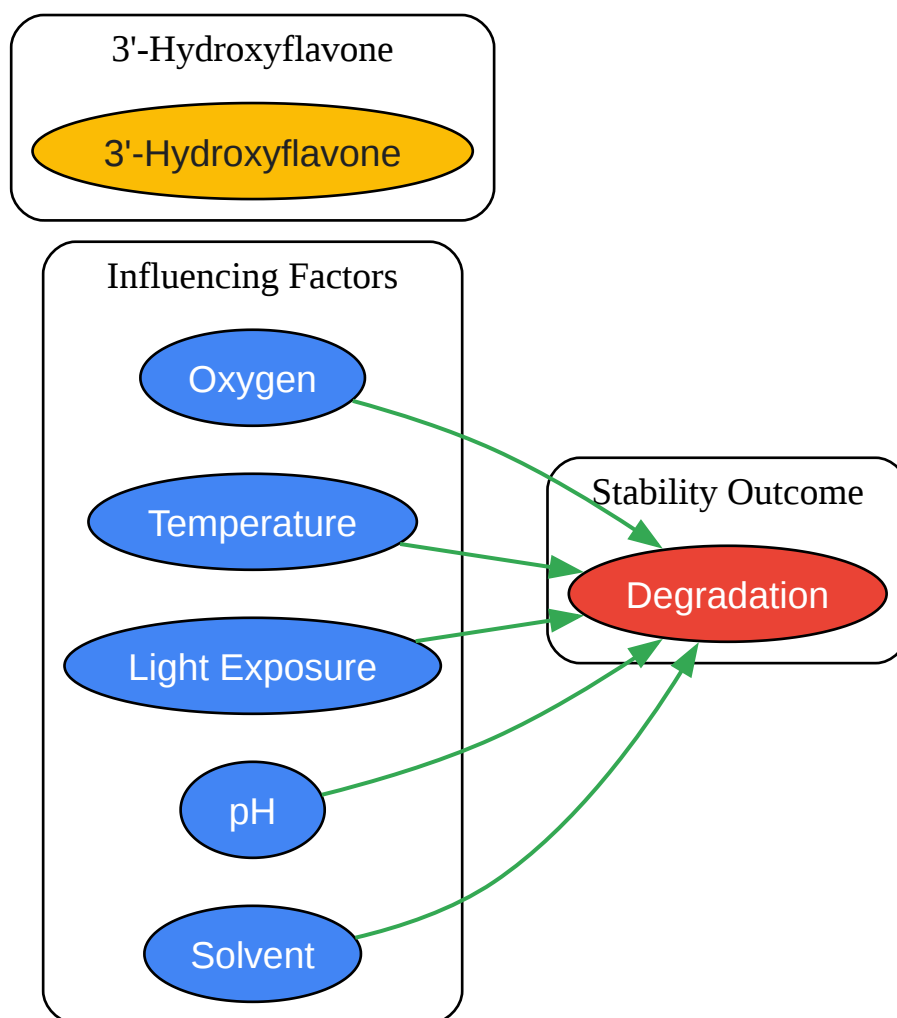 3'-Hydroxyflavone
3'-Hydroxyflavone
Influencing Factors
Oxygen
Temperature
Light Exposure
pH
Solvent
Stability Outcome
Degradation